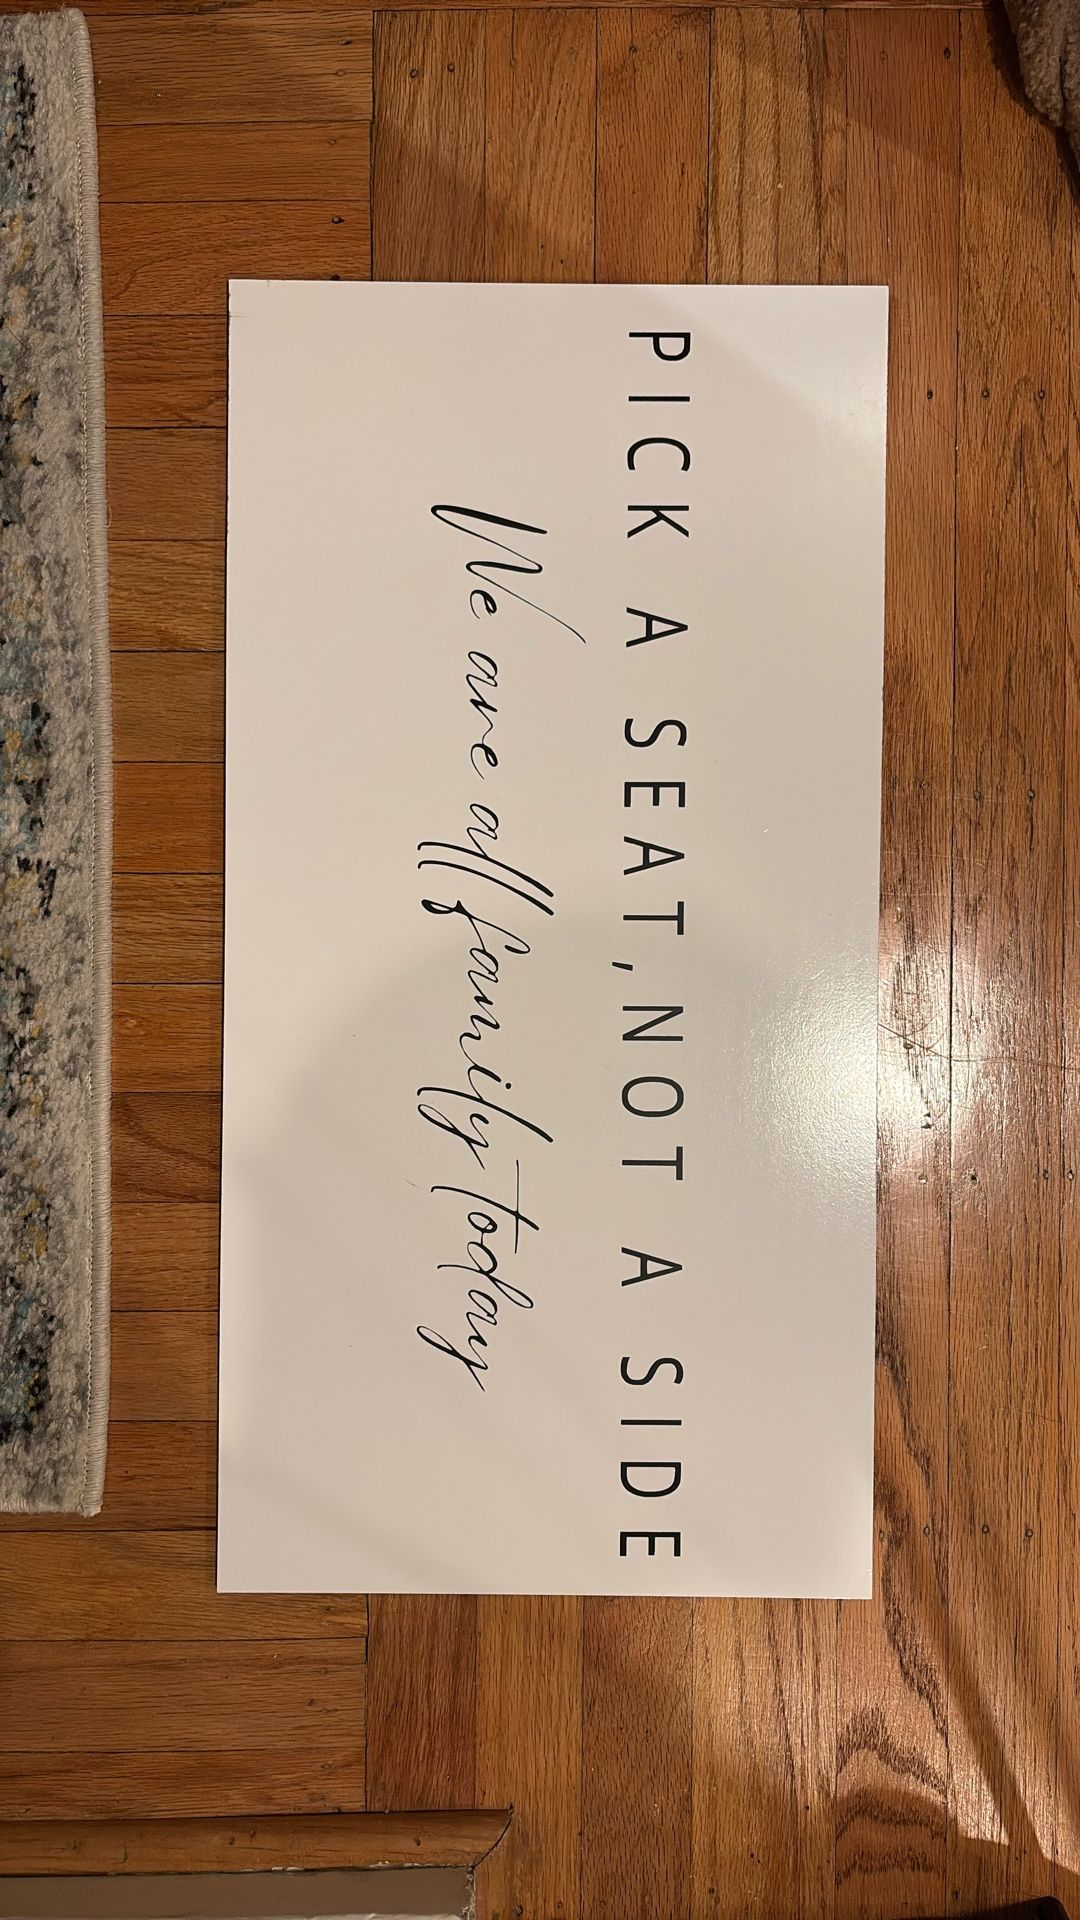 PICK A SEAT, NOT A SIDE
We are all family today